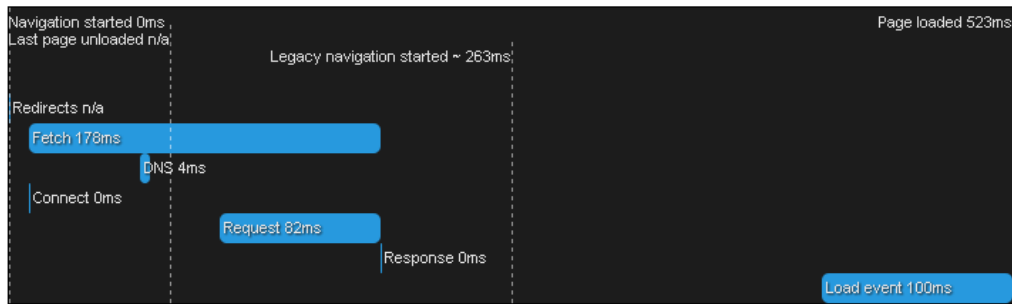 Navigation started 0ms
Page loaded 523ms
Last page unloaded n/a
Legacy navigation started ~ 263ms
Redirects n/a
Fetch 178ms
DNS 4ms
Connect 0ms
Request 82ms
Response 0ms
Load event 100ms